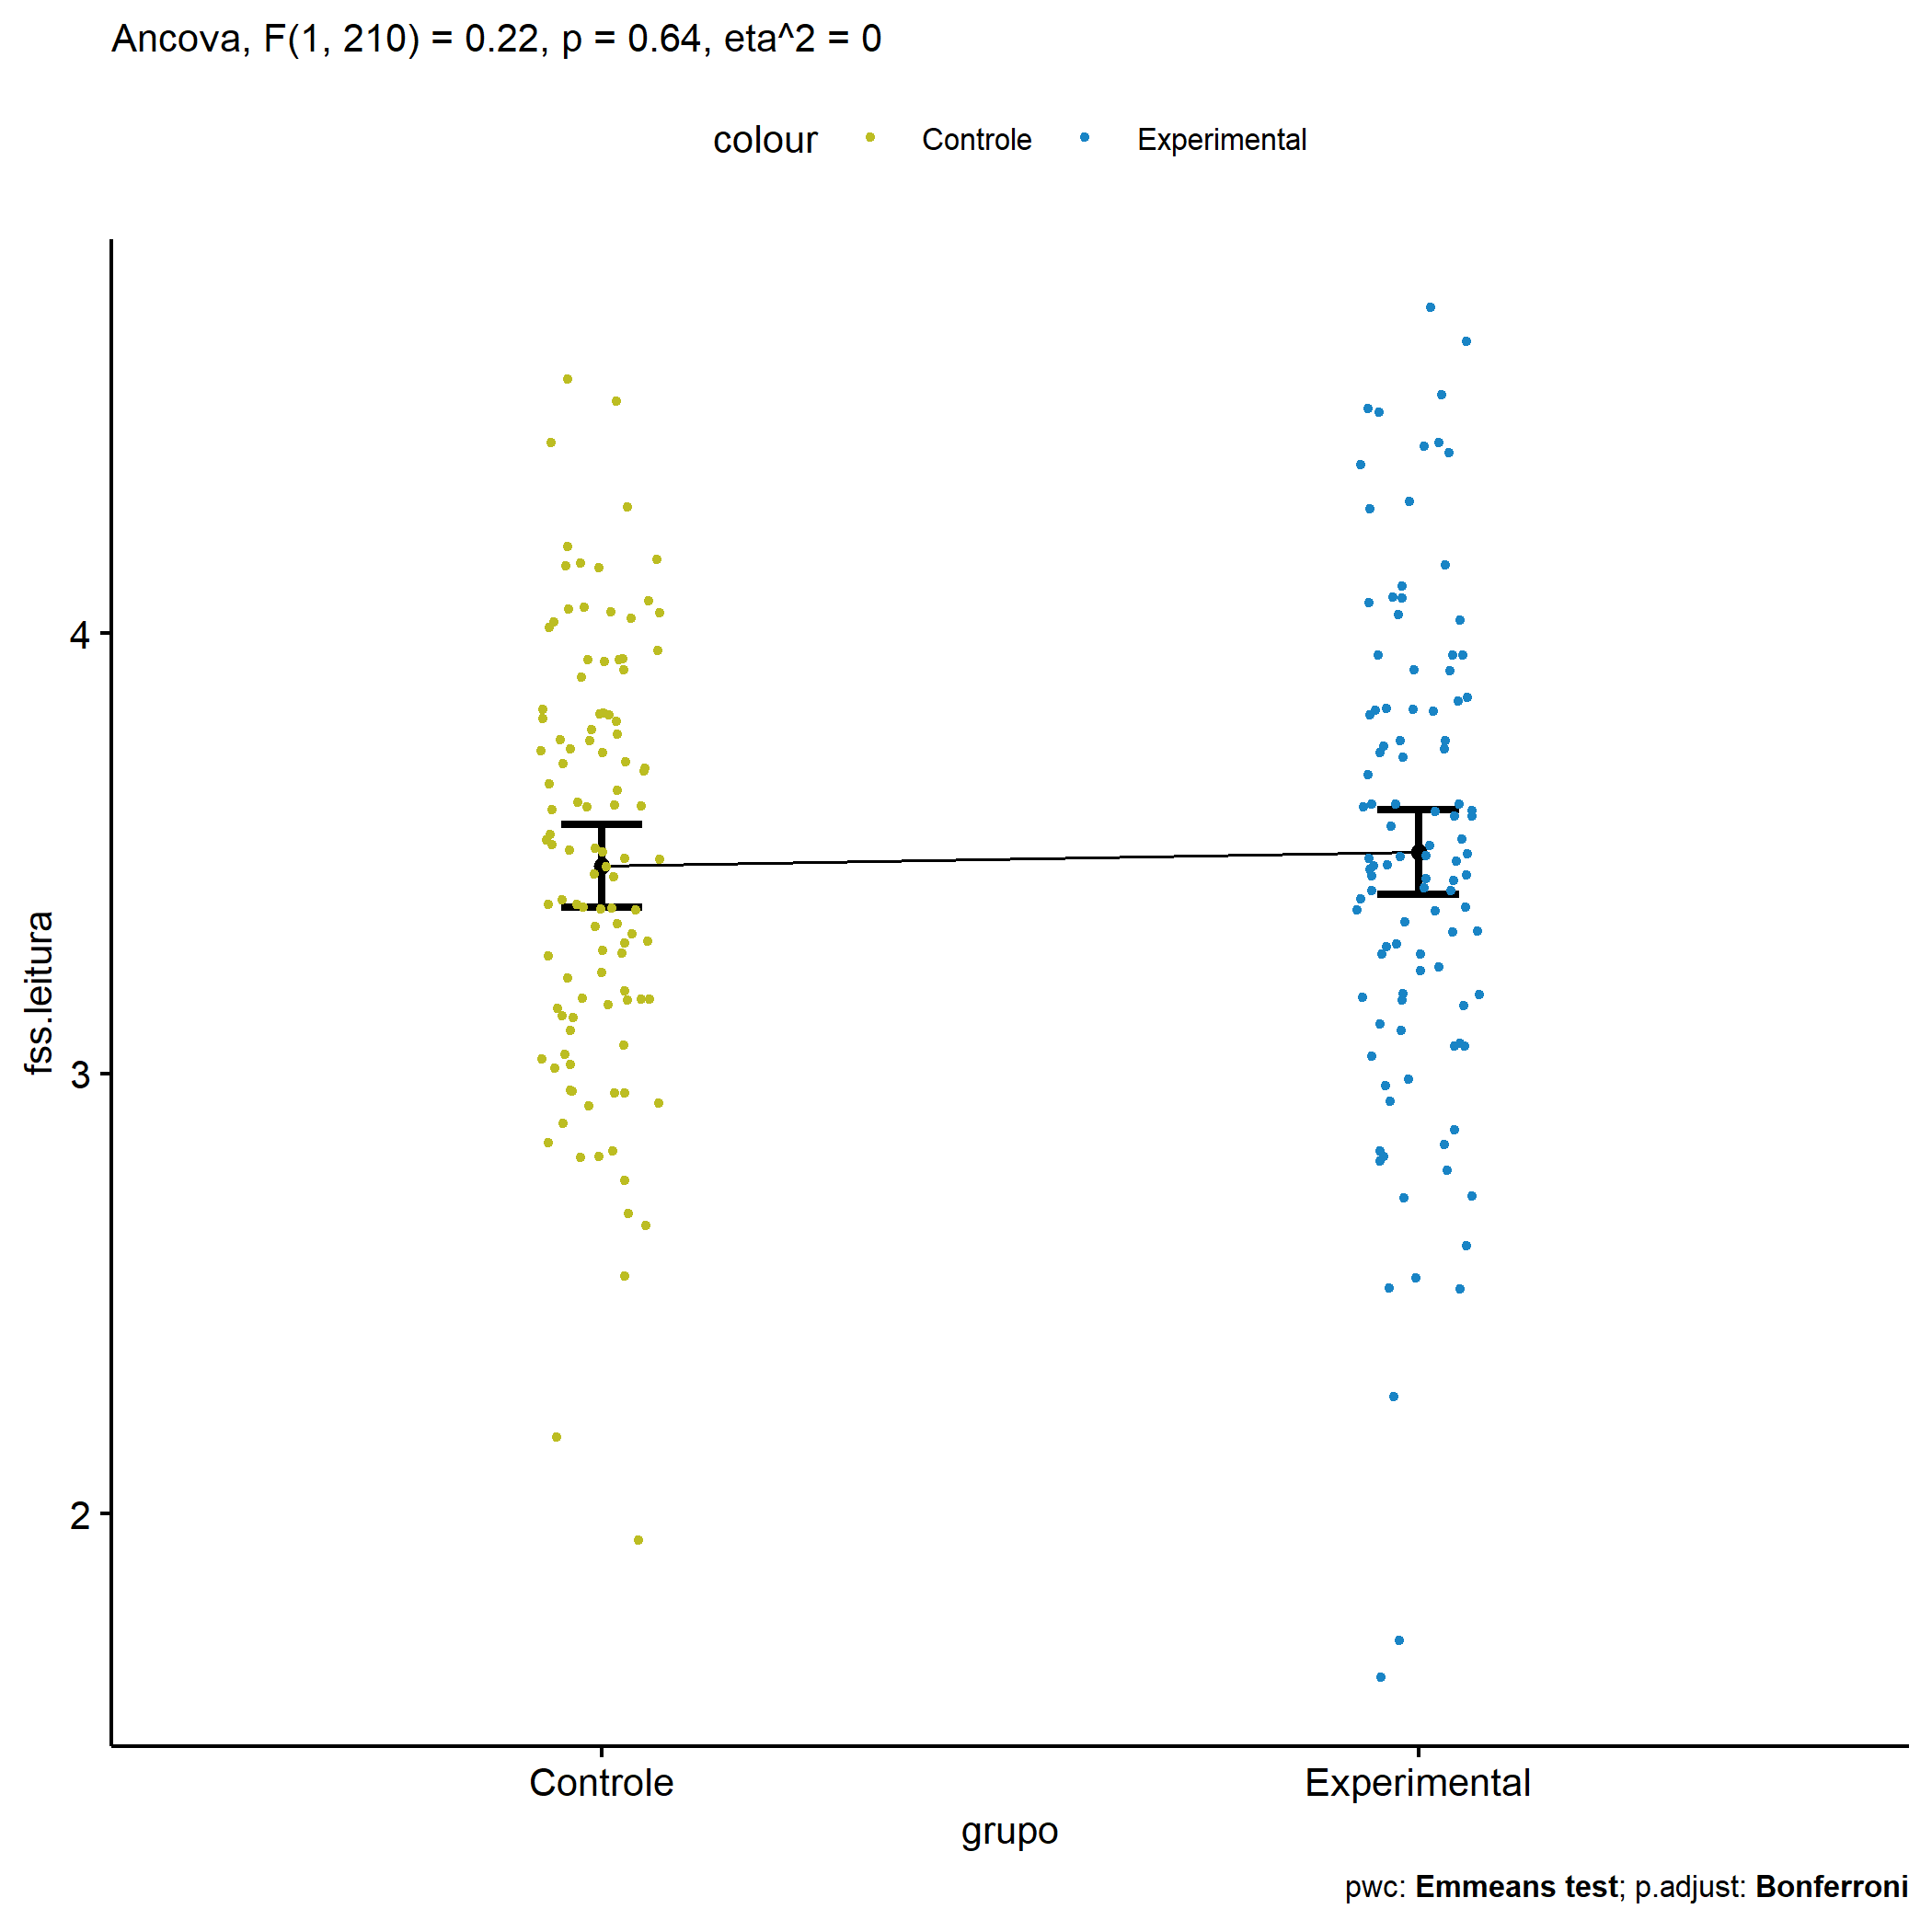 Ancova, F(1, 210) = 0.22, p = 0.64, eta^2 = 0
colour Controle Experimental
fss.leitura
4
3
2
Controle Experimental
grupo
pwc: Emmeans test; p.adjust: Bonferroni